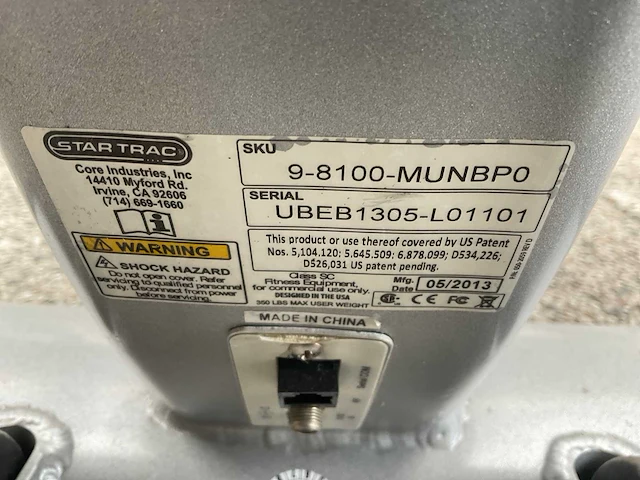 STAR TRAC
Core Industries, Inc
14410 Myford Rd.
Irvine, CA 92606
(714) 669-1660
WARNING
SHOCK HAZARD
Do not open cover. Refer
servicing to qualified personnel
only. Disconnect from power
before servicing.
SKU
9-8100-MUNBP0
SERIAL
UBEB1305-L01101
This product or use thereof covered by US Patent
Nos. 5,104,120; 5.645.509; 6,878.099; D534,226;
D526,031 US patent pending.
Class SC
Fitness Equipment,
for commercial use only.
DESIGNED IN THE USA
350 LBS MAX USER WEIGHT
Mfg.
Date
05/2013
CE FC
MADE IN CHINA